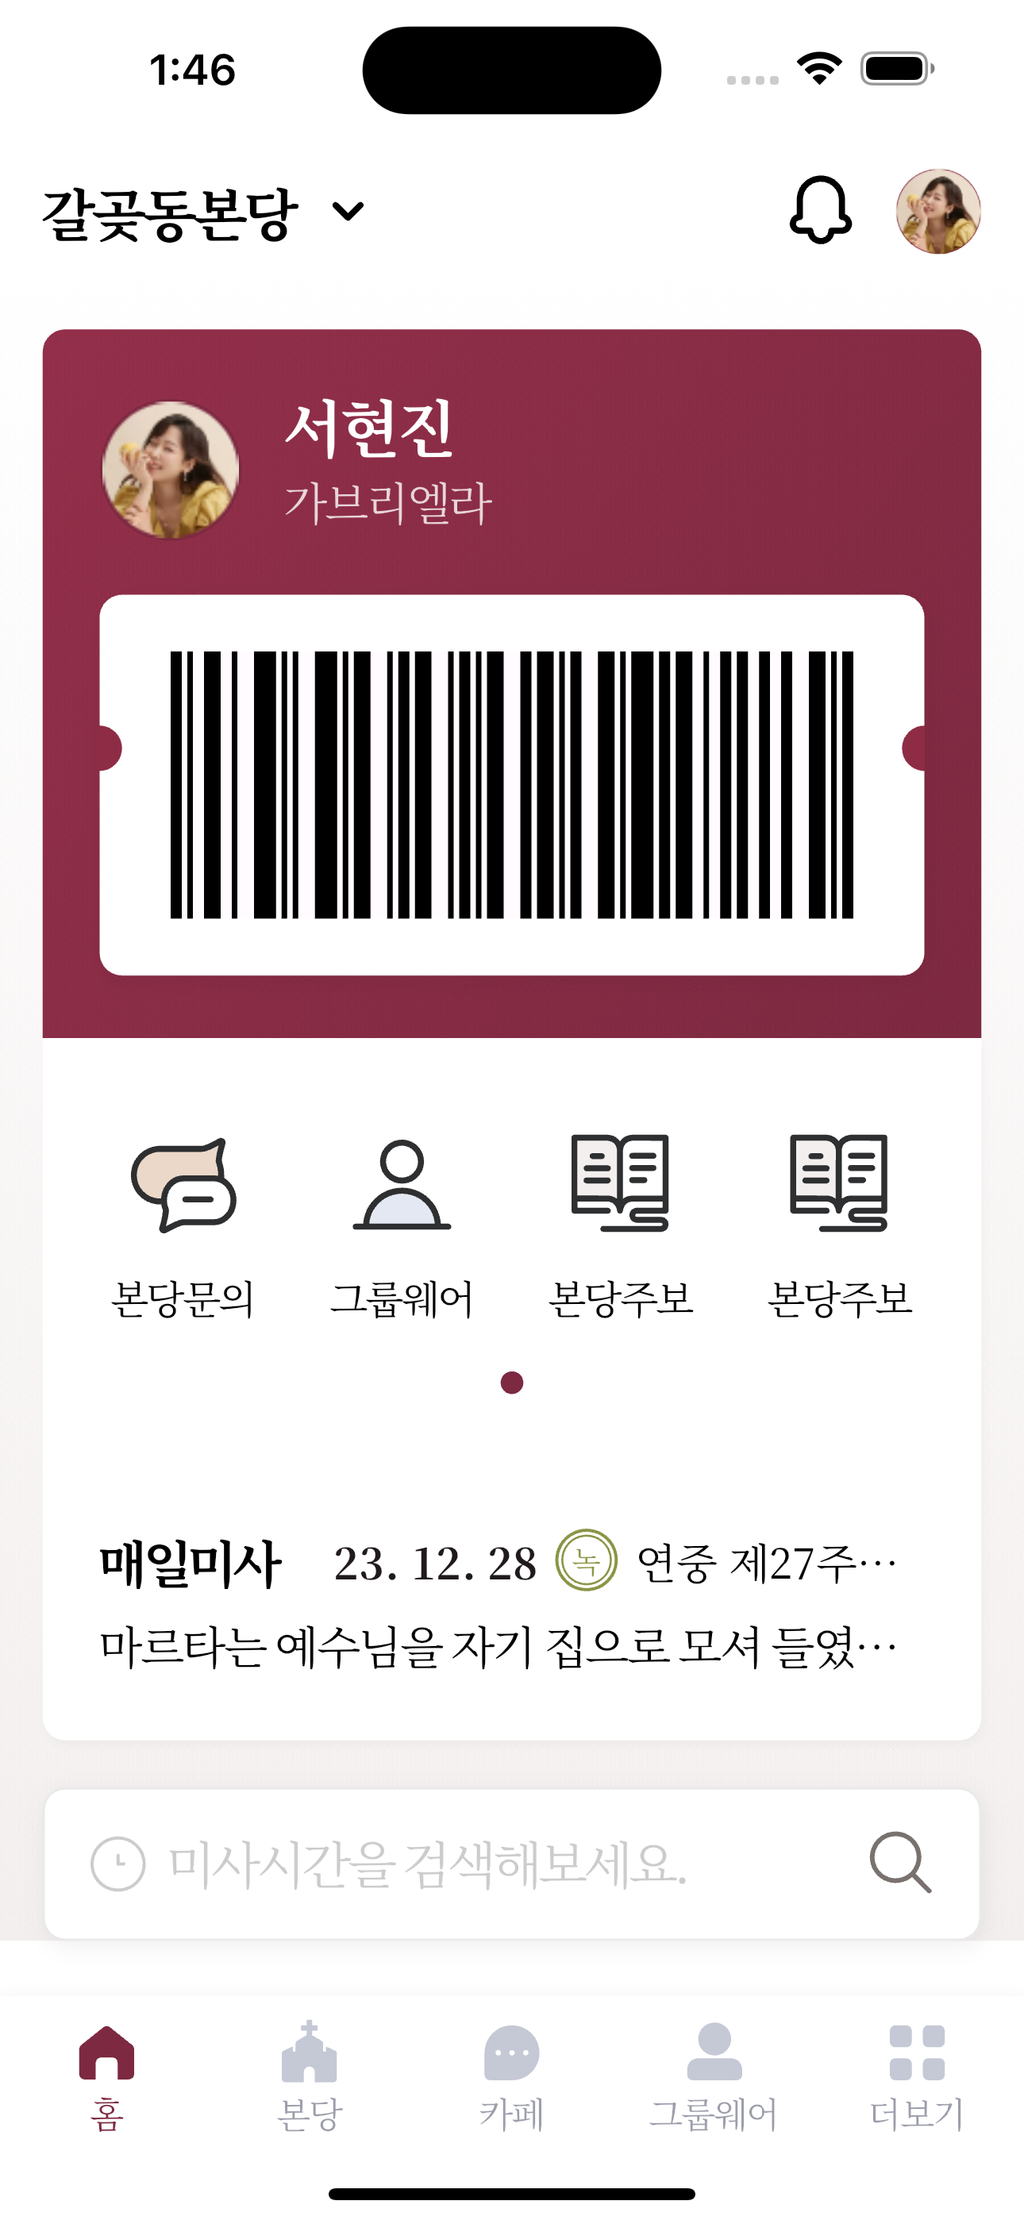 1:46
갈곶동본당
서현진
가브리엘라
본당문의 그룹웨어 본당주보 본당주보
매일미사 23. 12. 28 녹 연중 제27주···
마르타는 예수님을 자기 집으로 모셔 들였···
미사시간을 검색해보세요.
홈 본당 카페 그룹웨어 더보기